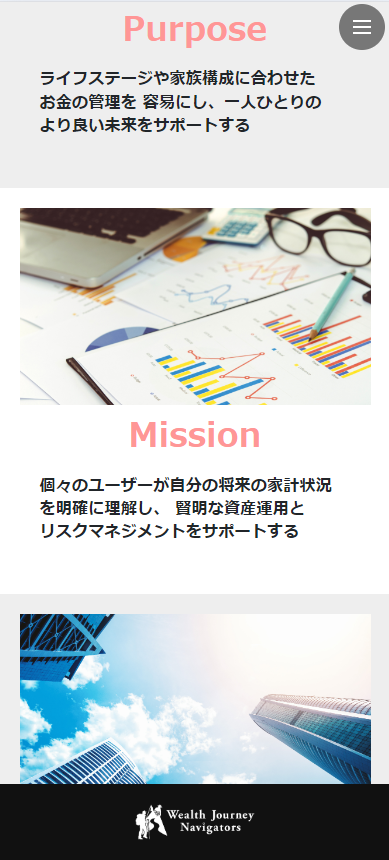 Purpose
ライフステージや家族構成に合わせた
お金の管理を 容易にし、一人ひとりの
より良い未来をサポートする
Mission
個々のユーザーが自分の将来の家計状況
を明確に理解し、 賢明な資産運用と
リスクマネジメントをサポートする
Wealth Journey
Navigators